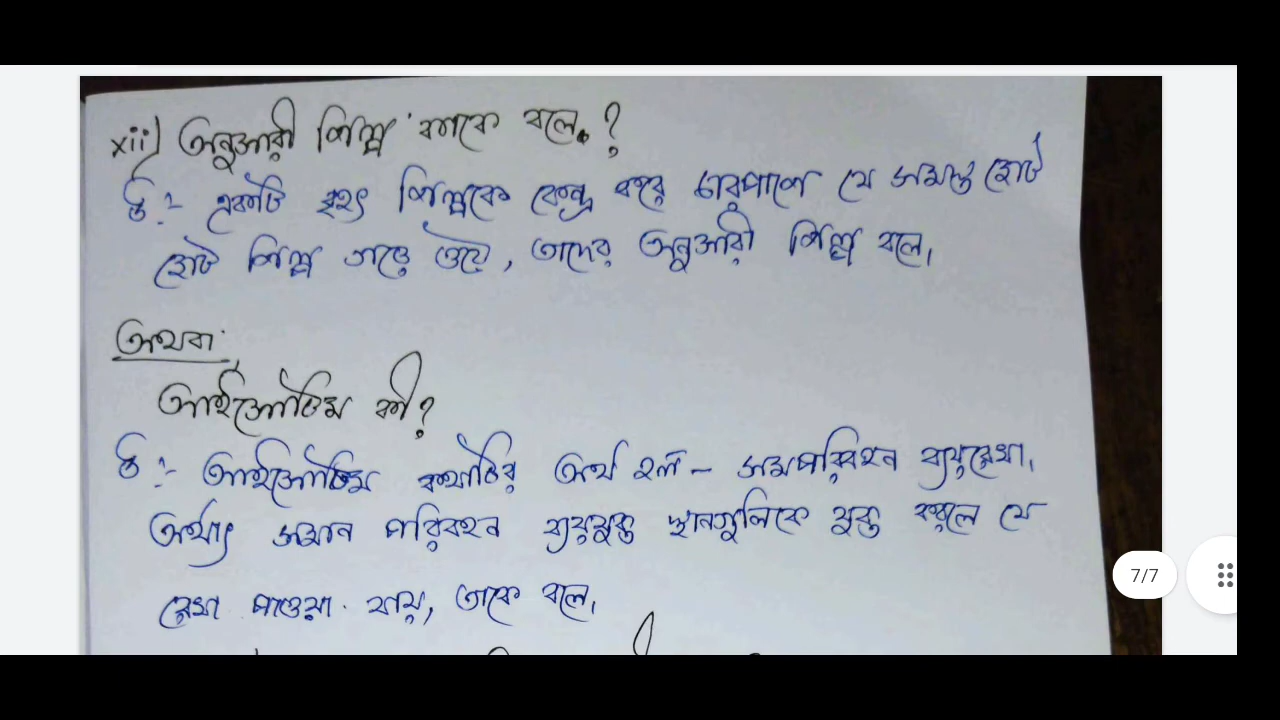 xii) অনুসারী শিল্প কাকে বলে?
উঃ- একটি বৃহৎ শিল্পকে কেন্দ্র করে চারপাশে যে সমস্ত ছোট
ছোট শিল্প গড়ে ওঠে, তাদের অনুসারী শিল্প বলে।
অথবা
আইসোটিম কী?
উঃ- আইসোটিম কথাটির অর্থ হল - সমপরিবহন ব্যয়রেখা।
অর্থাৎ সমান পরিবহন ব্যয়যুক্ত স্থানগুলিকে যুক্ত করলে যে
রেখা পাওয়া যায়, তাকে বলে।
7/7